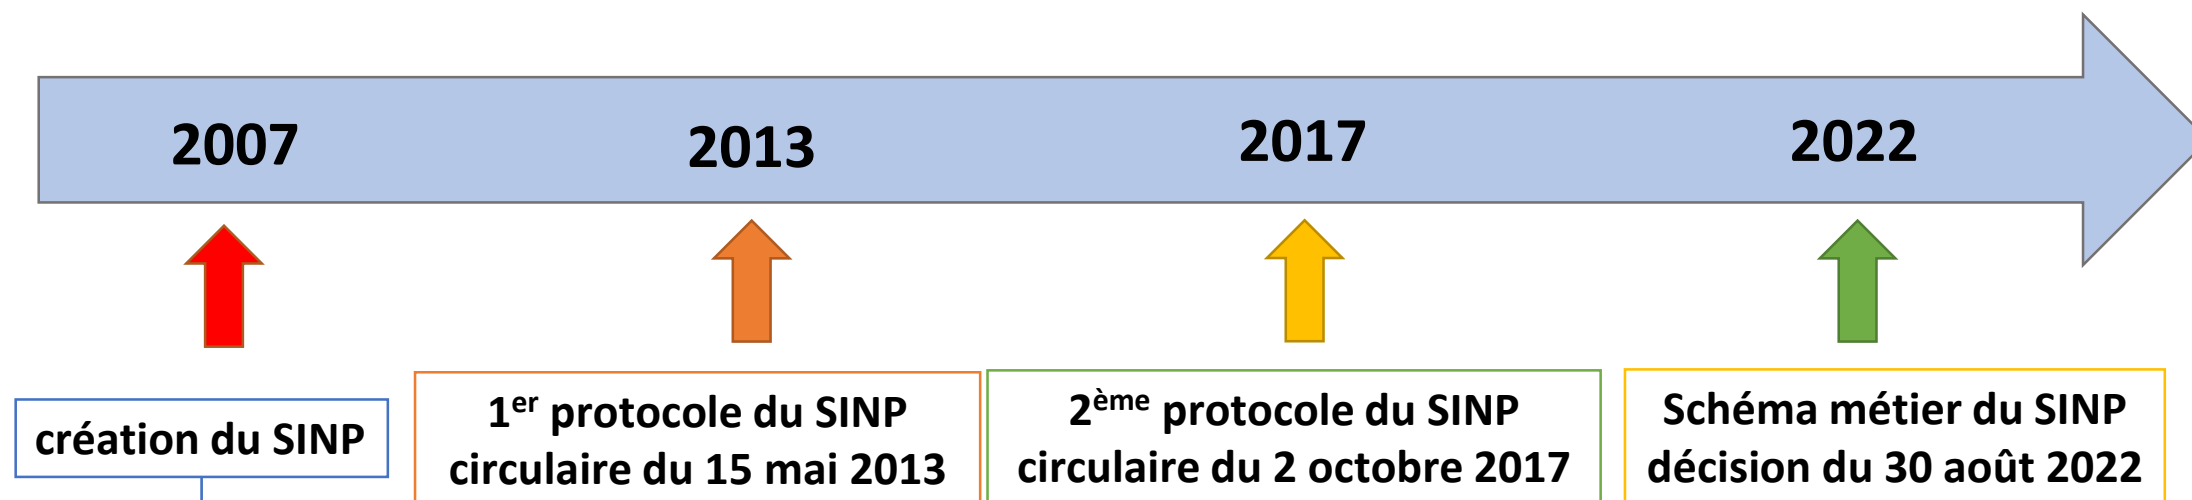 2007
2013
2017
2022
création du SINP
1er protocole du SINP
circulaire du 15 mai 2013
2ème protocole du SINP
circulaire du 2 octobre 2017
Schéma métier du SINP
décision du 30 août 2022